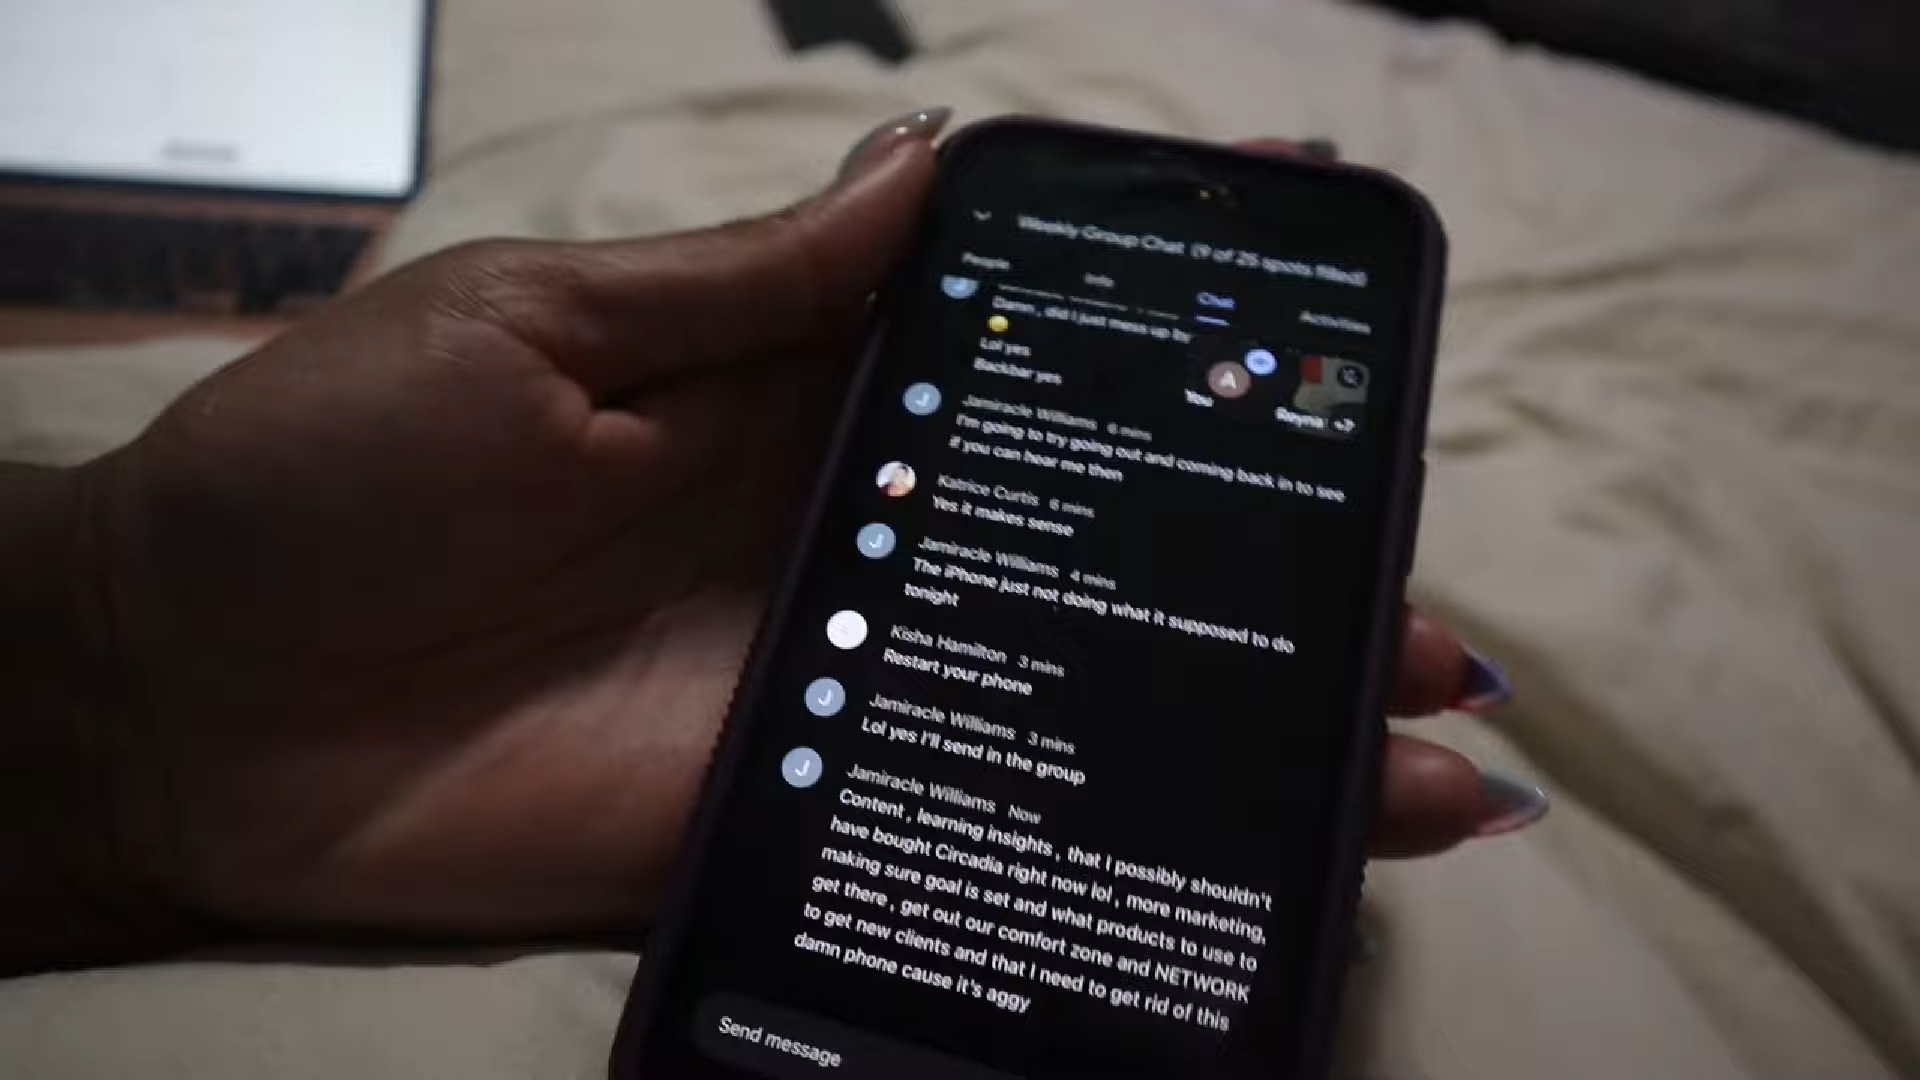 Weekly Group Chat (9 of 25 spots filled)
People
Info
Chat
Activities
Damn , did I just mess up by
Lol yes
Backbar yes
A
You
Reyna +7
J
Jamiracle Williams 6 mins
I'm going to try going out and coming back in to see
if you can hear me then
Katrice Curtis 6 mins
Yes it makes sense
J
Jamiracle Williams 4 mins
The iPhone just not doing what it supposed to do
tonight
Kisha Hamilton 3 mins
Restart your phone
J
Jamiracle Williams 3 mins
Lol yes I'll send in the group
J
Jamiracle Williams Now
Content , learning insights , that I possibly shouldn't
have bought Circadia right now lol , more marketing,
making sure goal is set and what products to use to
get there , get out our comfort zone and NETWORK
to get new clients and that I need to get rid of this
damn phone cause it's aggy
Send message